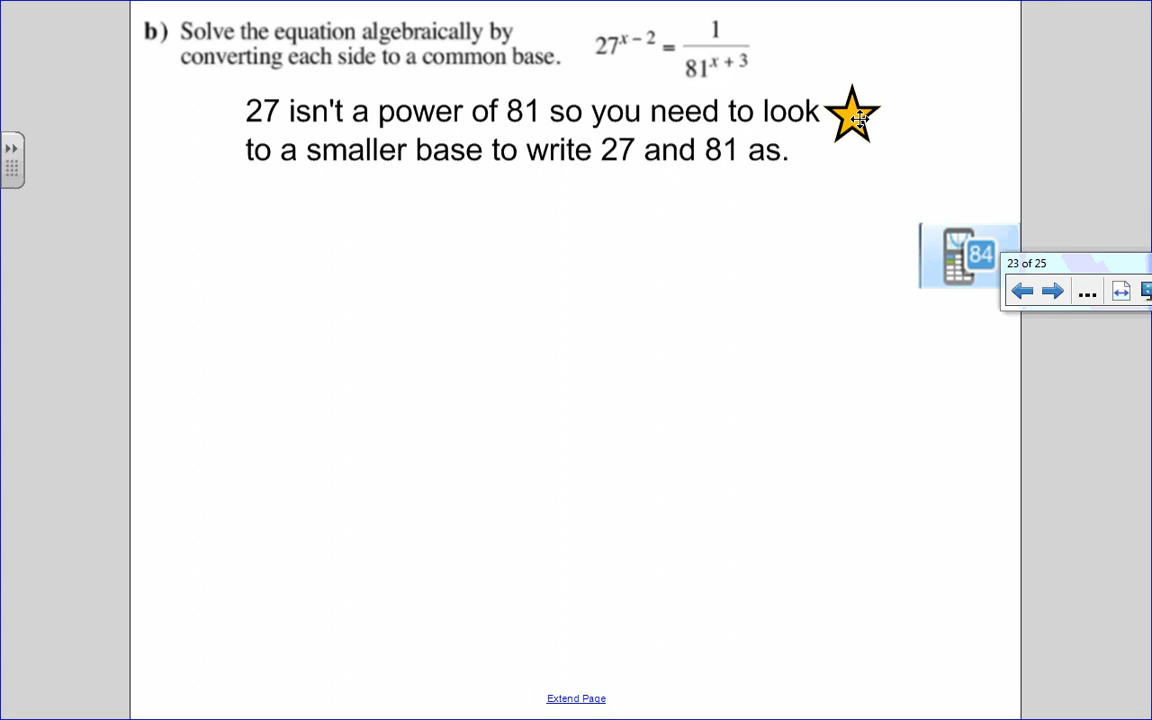 b) Solve the equation algebraically by
converting each side to a common base.
27^{x – 2} = \frac{1}{81^{x + 3}}
27 isn't a power of 81 so you need to look
to a smaller base to write 27 and 81 as.
84
23 of 25
...
Extend Page